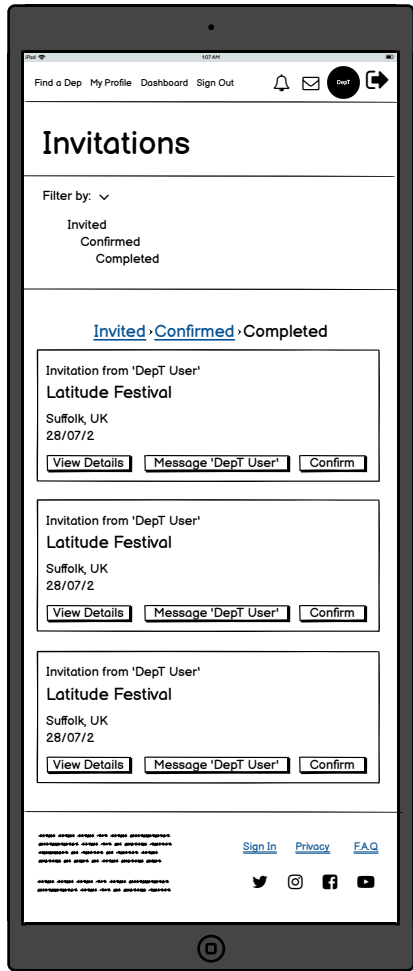 iPad 1:07 AM
Find a Dep My Profile Dashboard Sign Out DepT
Invitations
Filter by:
Invited
Confirmed
Completed
Invited › Confirmed › Completed
Invitation from 'DepT User'
Latitude Festival
Suffolk, UK
28/07/2
View Details Message 'DepT User' Confirm
Invitation from 'DepT User'
Latitude Festival
Suffolk, UK
28/07/2
View Details Message 'DepT User' Confirm
Invitation from 'DepT User'
Latitude Festival
Suffolk, UK
28/07/2
View Details Message 'DepT User' Confirm
Sign In Privacy F.A.Q